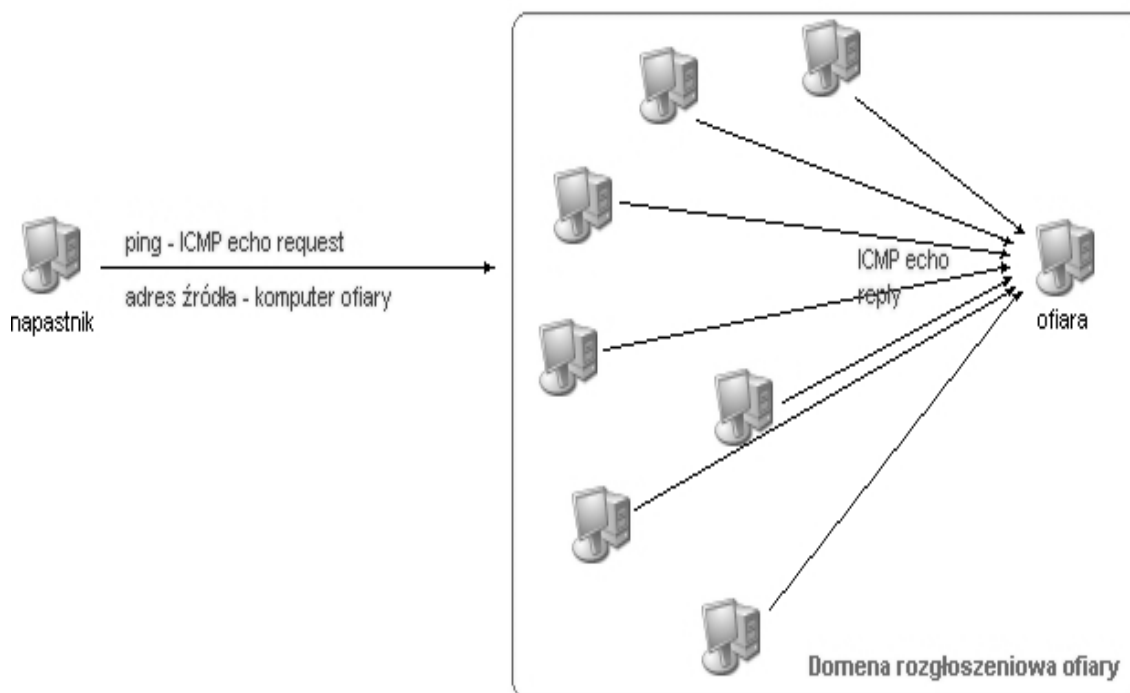 ping - ICMP echo request
adres źródła - komputer ofiary
napastnik
ICMP echo
reply
ofiara
Domena rozgłoszeniowa ofiary